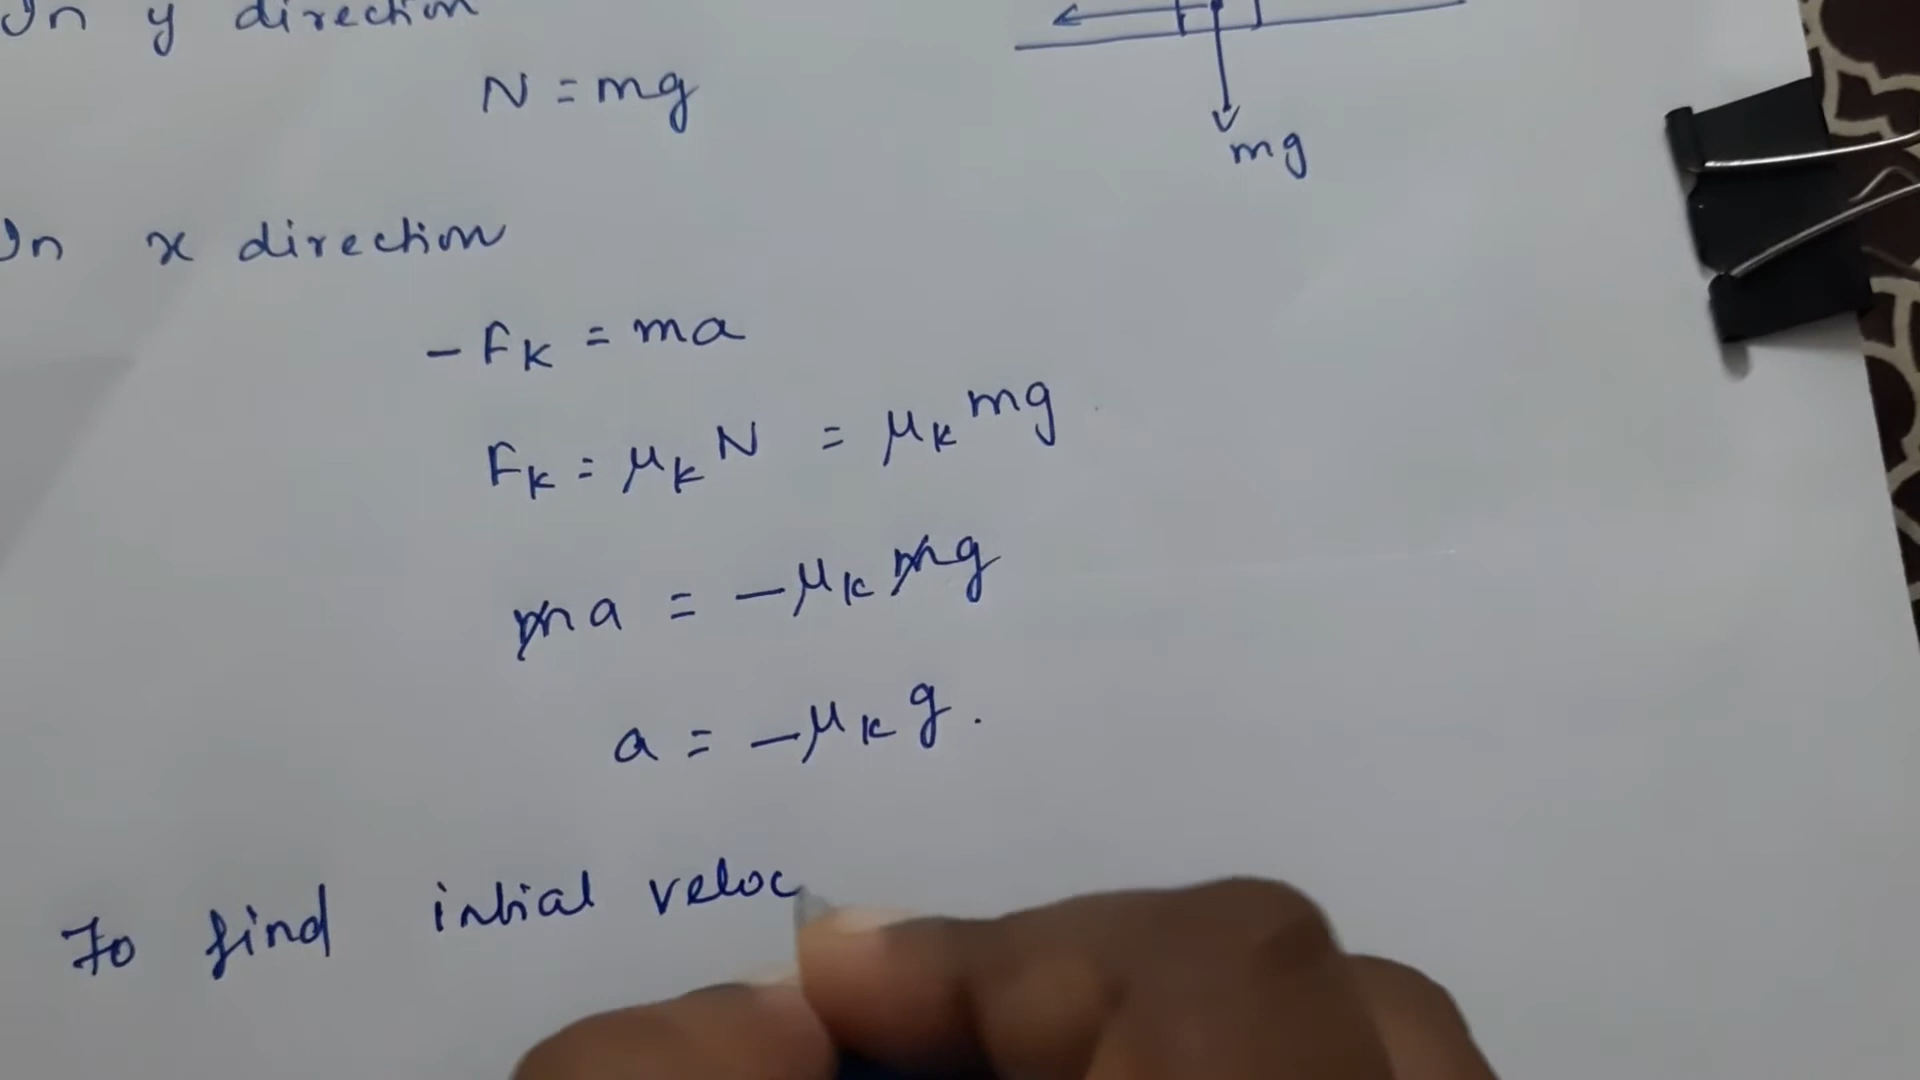 In y direction
N = mg
mg
In x direction
- Fk = ma
Fk = μk N = μk mg
ma = -μk mg
a = -μk g.
To find intial veloc